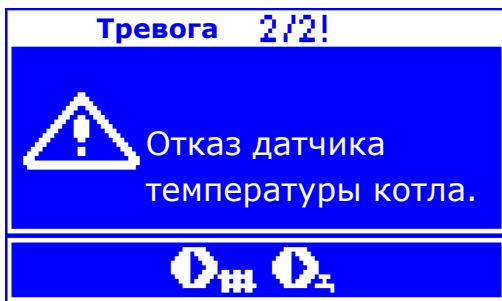 Тревога 2/2!
Отказ датчика
температуры котла.